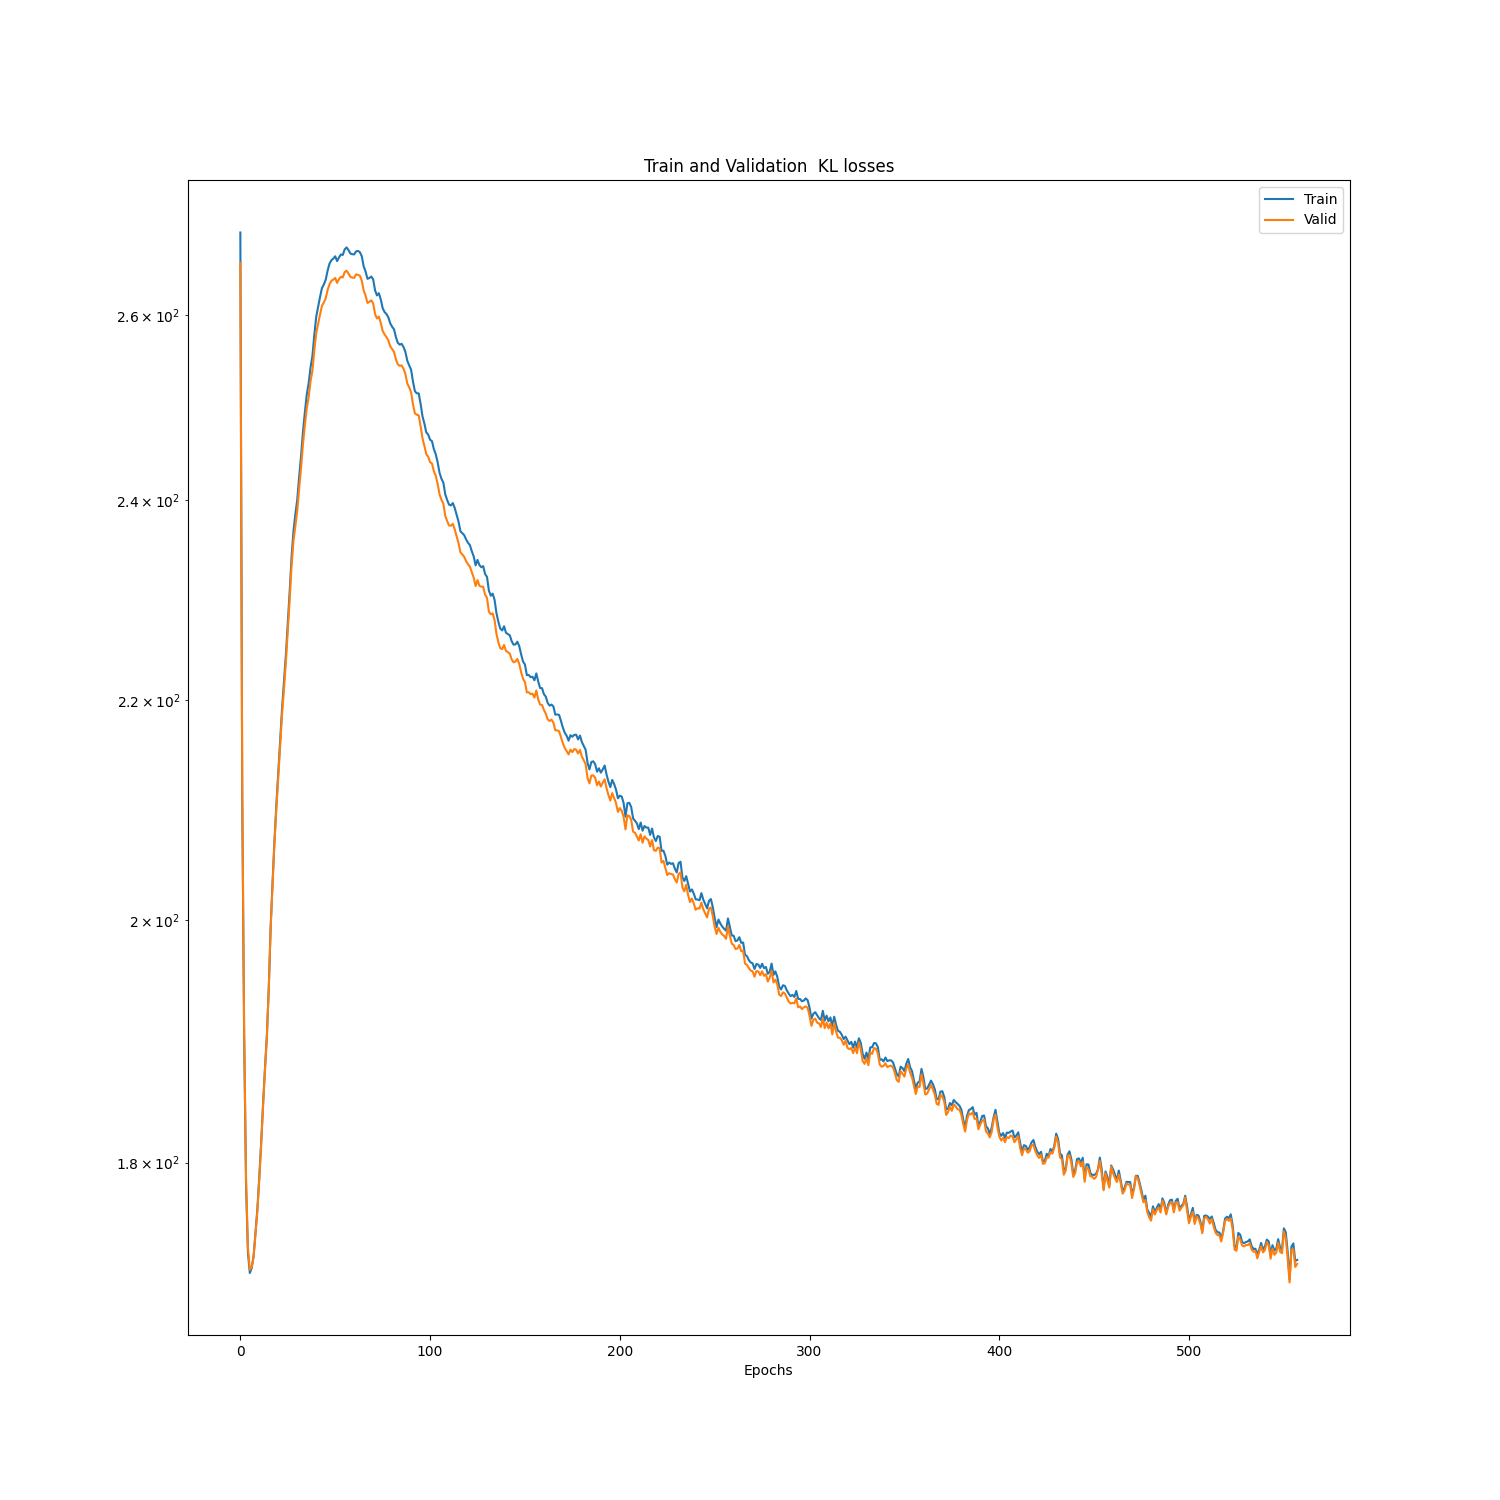 Train and Validation  KL losses
Train
Valid
2.6 × 10²
2.4 × 10²
2.2 × 10²
2 × 10²
1.8 × 10²
0 100 200 300 400 500
Epochs